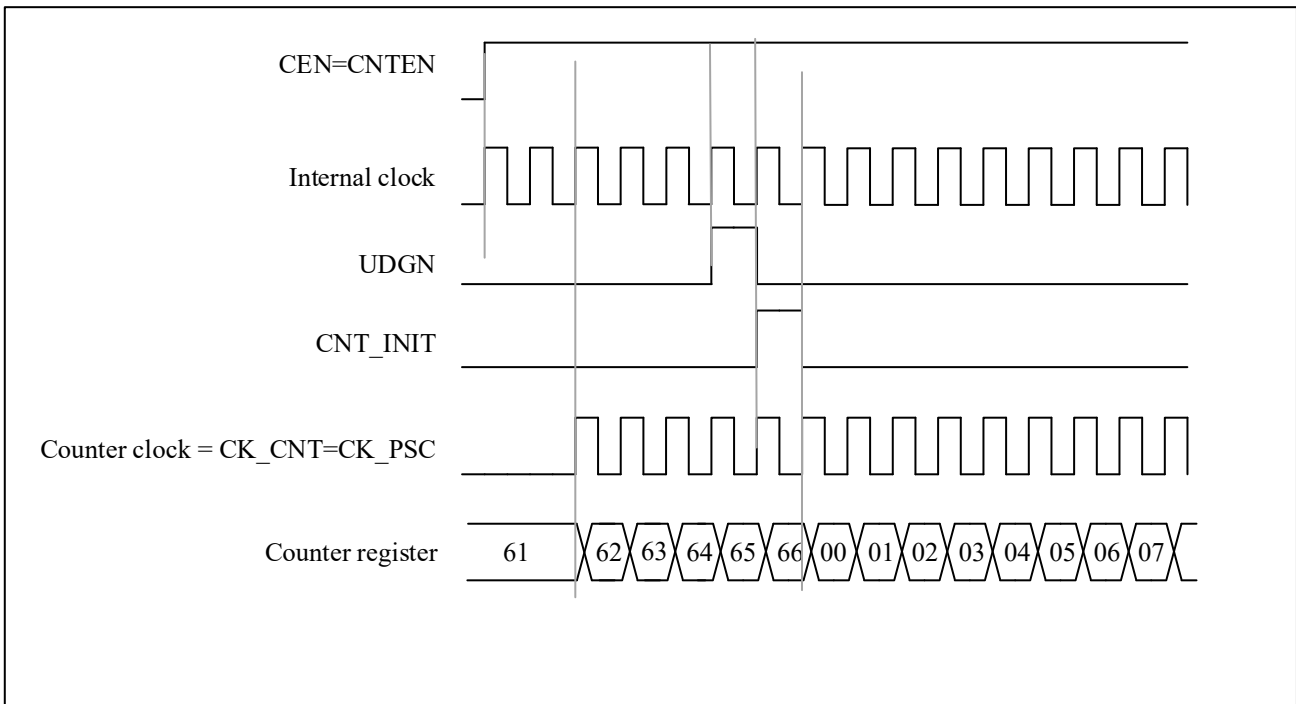 CEN=CNTEN
Internal clock
UDGN
CNT_INIT
Counter clock = CK_CNT=CK_PSC
Counter register 61 62 63 64 65 66 00 01 02 03 04 05 06 07